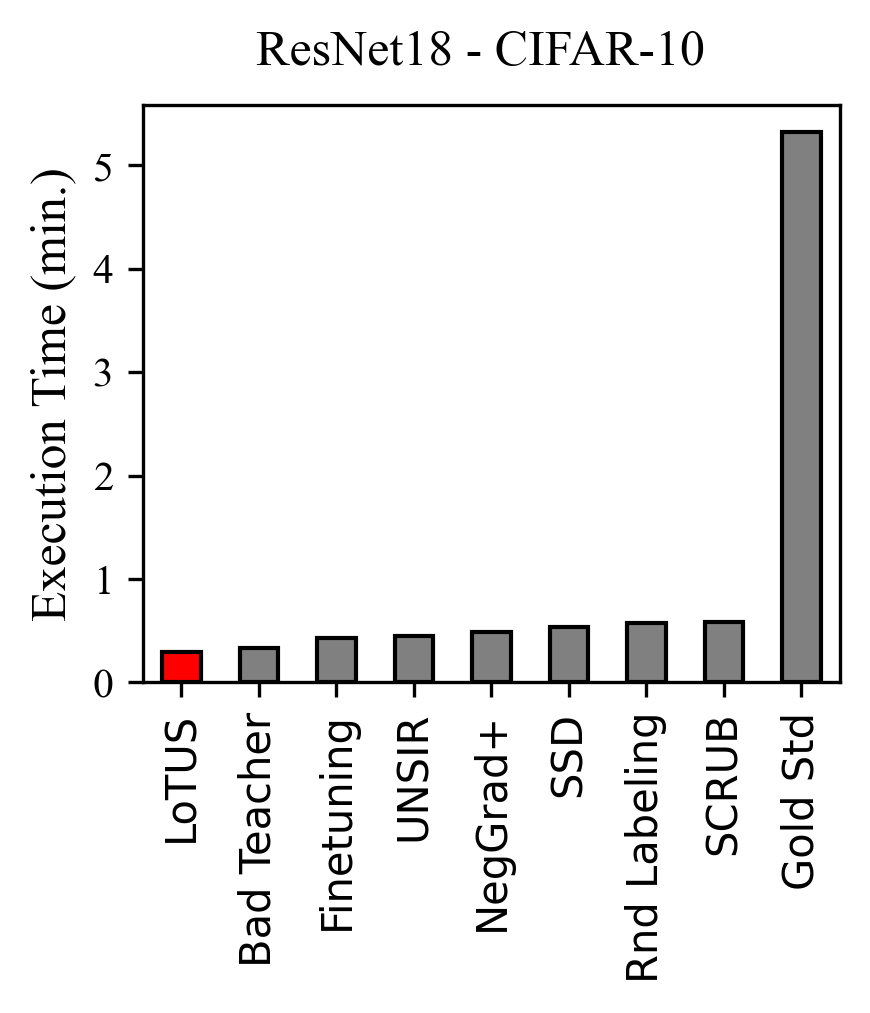 ResNet18 - CIFAR-10
Execution Time (min.)
5
4
3
2
1
0
LoTUS
Bad Teacher
Finetuning
UNSIR
NegGrad+
SSD
Rnd Labeling
SCRUB
Gold Std